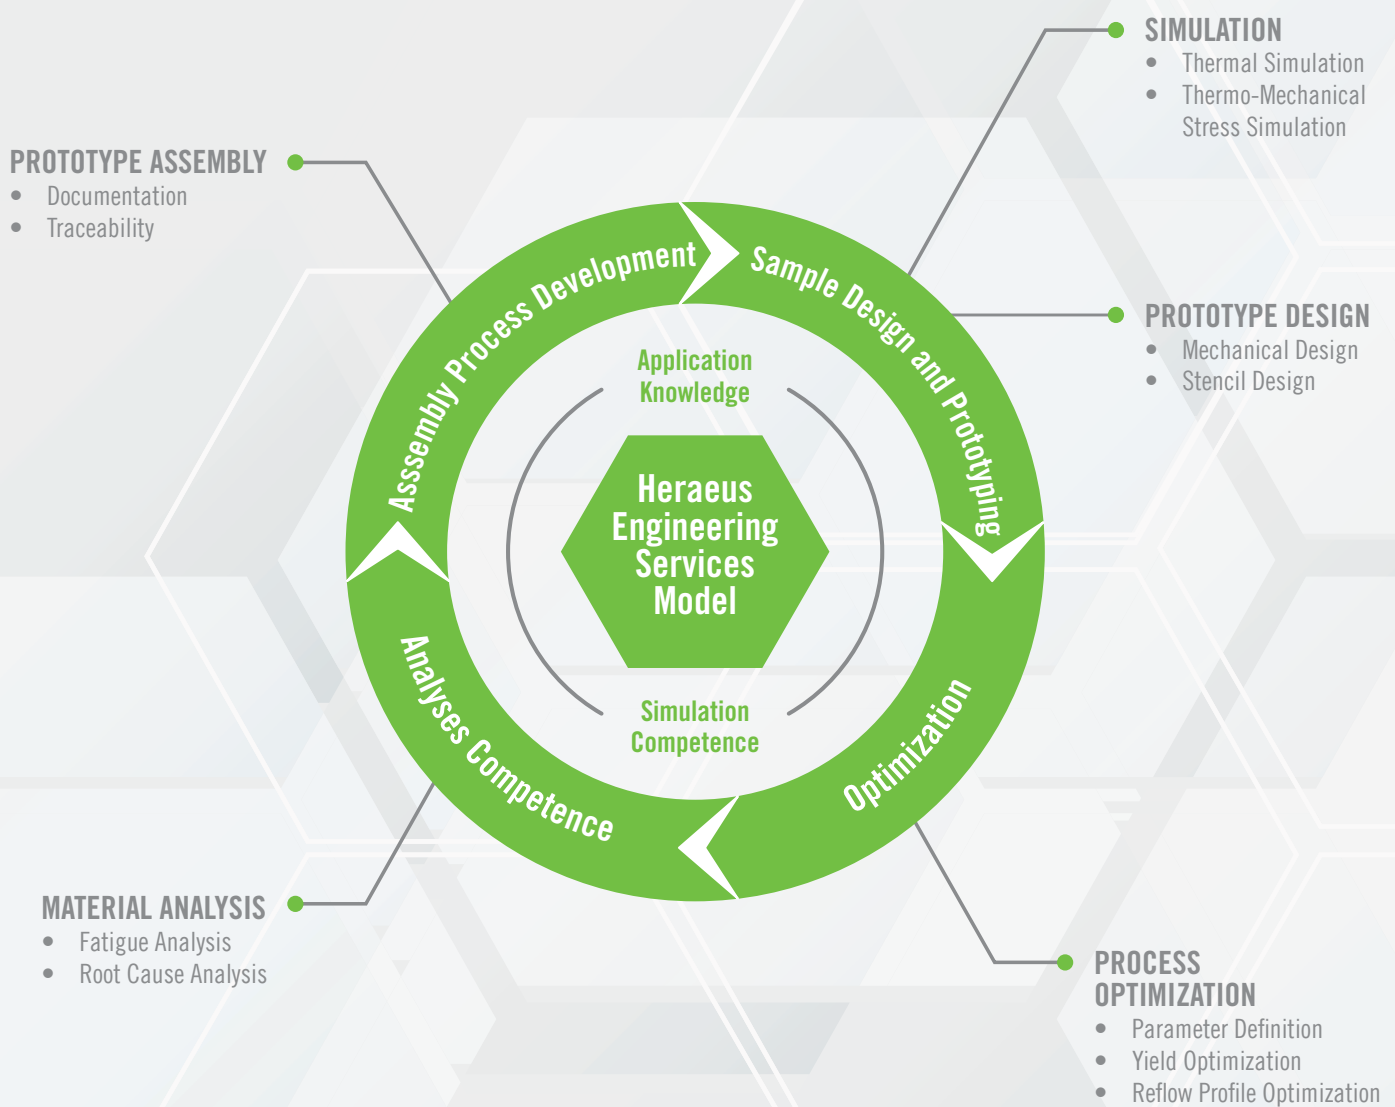 SIMULATION
• Thermal Simulation
• Thermo-Mechanical
Stress Simulation
PROTOTYPE ASSEMBLY
• Documentation
• Traceability
Asssembly Process Development
Sample Design and Prototyping
PROTOTYPE DESIGN
• Mechanical Design
• Stencil Design
Application
Knowledge
Heraeus
Engineering
Services
Model
Simulation
Competence
Analyses Competence
Optimization
MATERIAL ANALYSIS
• Fatigue Analysis
• Root Cause Analysis
PROCESS
OPTIMIZATION
• Parameter Definition
• Yield Optimization
• Reflow Profile Optimization